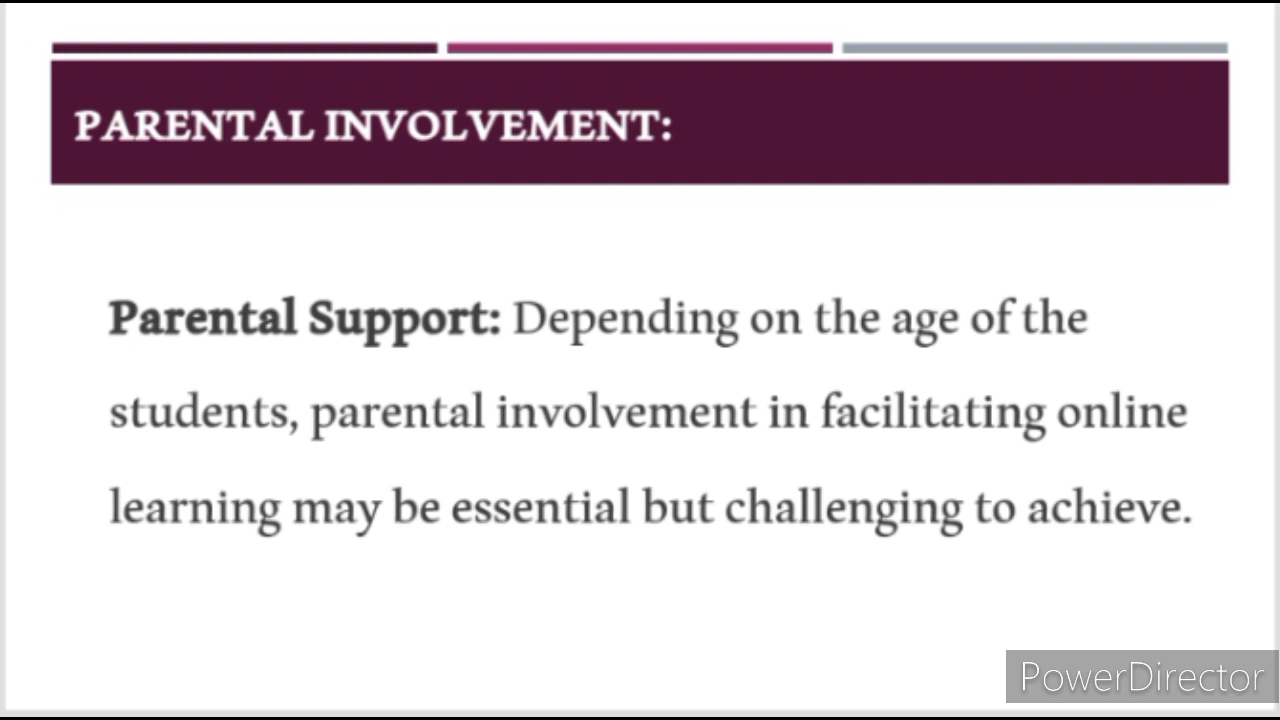 PARENTAL INVOLVEMENT:
Parental Support: Depending on the age of the
students, parental involvement in facilitating online
learning may be essential but challenging to achieve.
PowerDirector